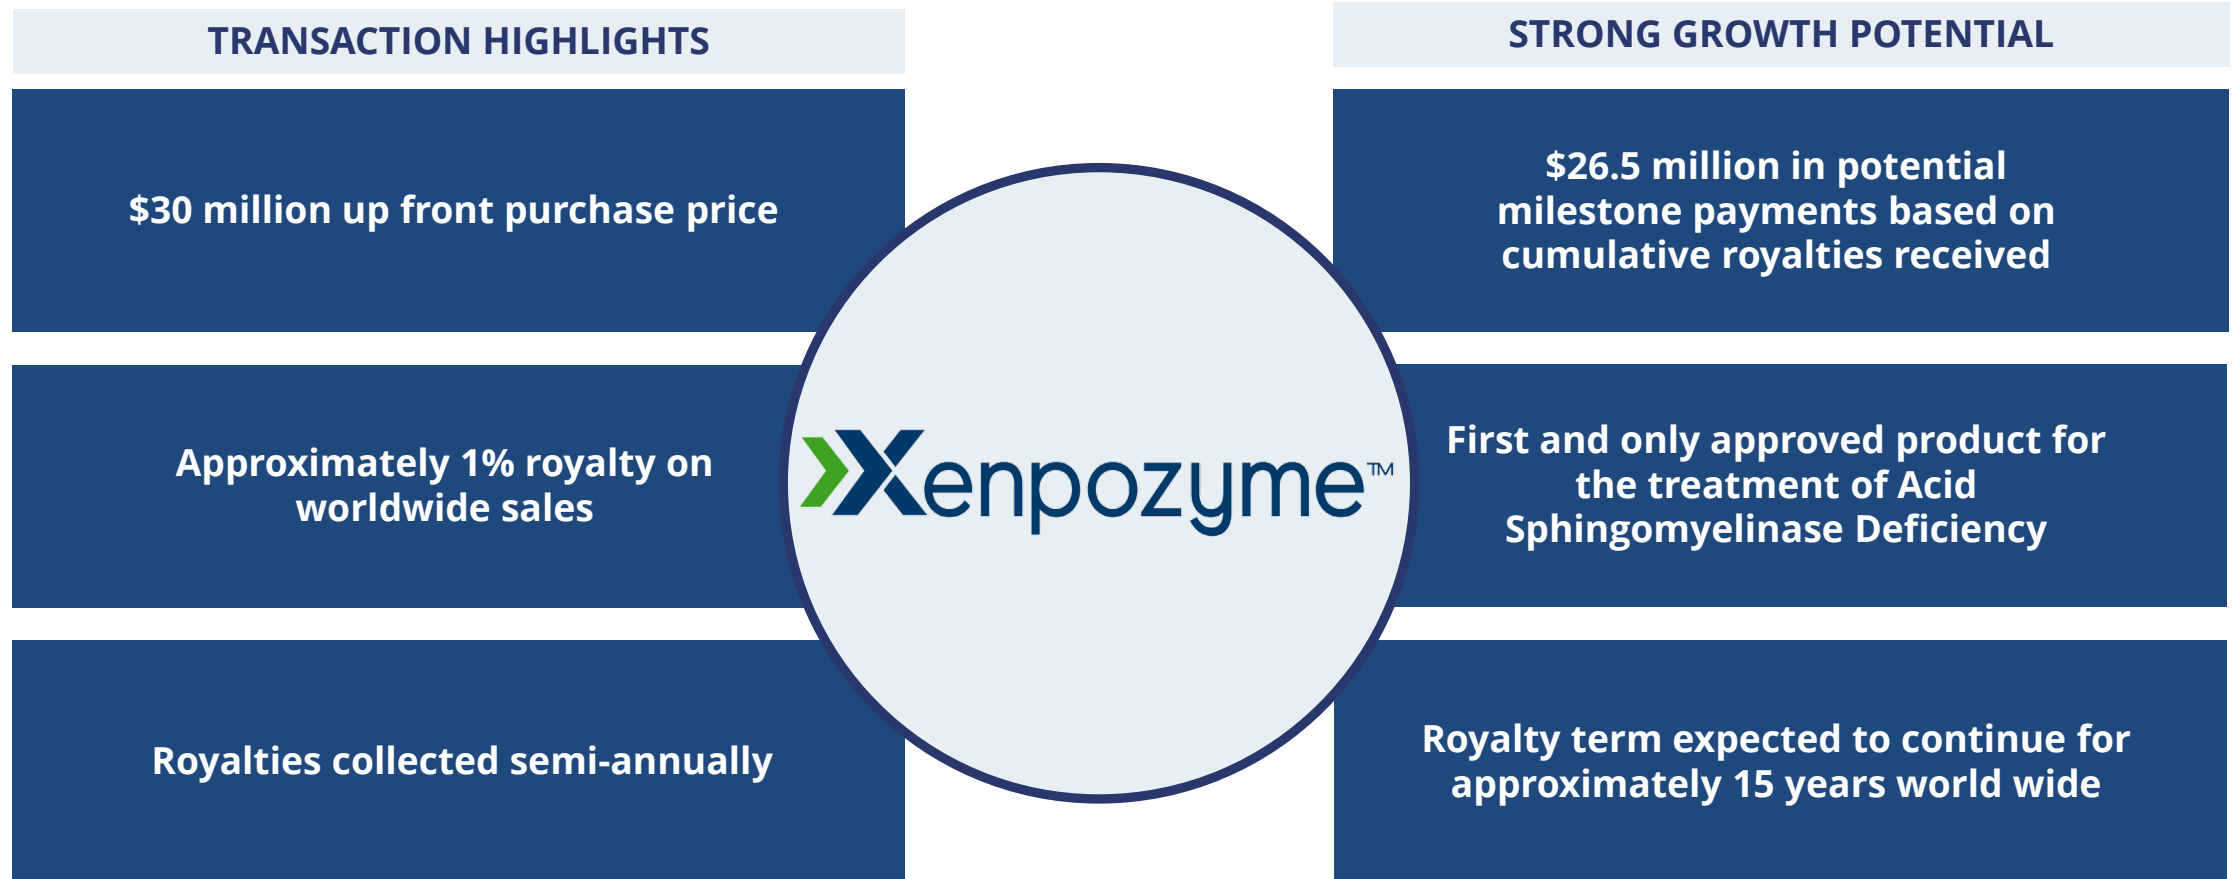 TRANSACTION HIGHLIGHTS
$30 million up front purchase price
Approximately 1% royalty on
worldwide sales
Royalties collected semi-annually
Xenpozyme™
STRONG GROWTH POTENTIAL
$26.5 million in potential
milestone payments based on
cumulative royalties received
First and only approved product for
the treatment of Acid
Sphingomyelinase Deficiency
Royalty term expected to continue for
approximately 15 years world wide